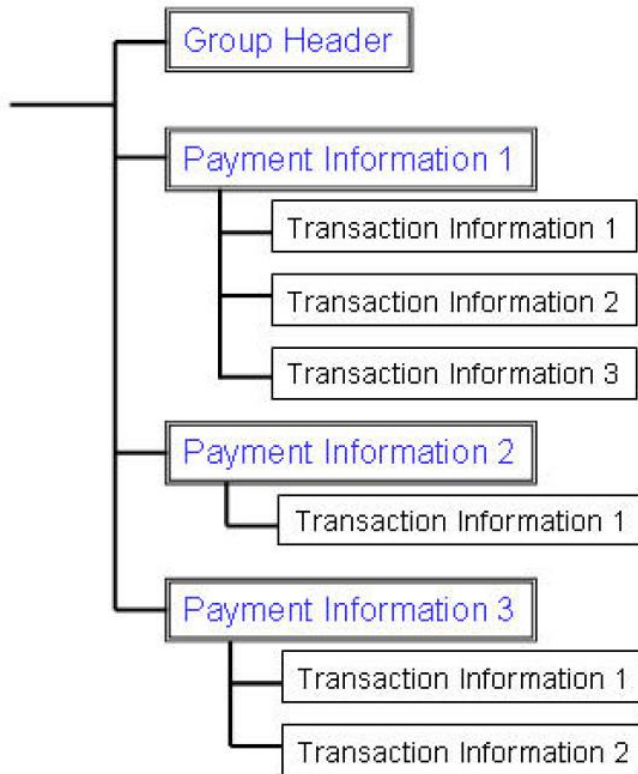 Group Header
Payment Information 1
Transaction Information 1
Transaction Information 2
Transaction Information 3
Payment Information 2
Transaction Information 1
Payment Information 3
Transaction Information 1
Transaction Information 2